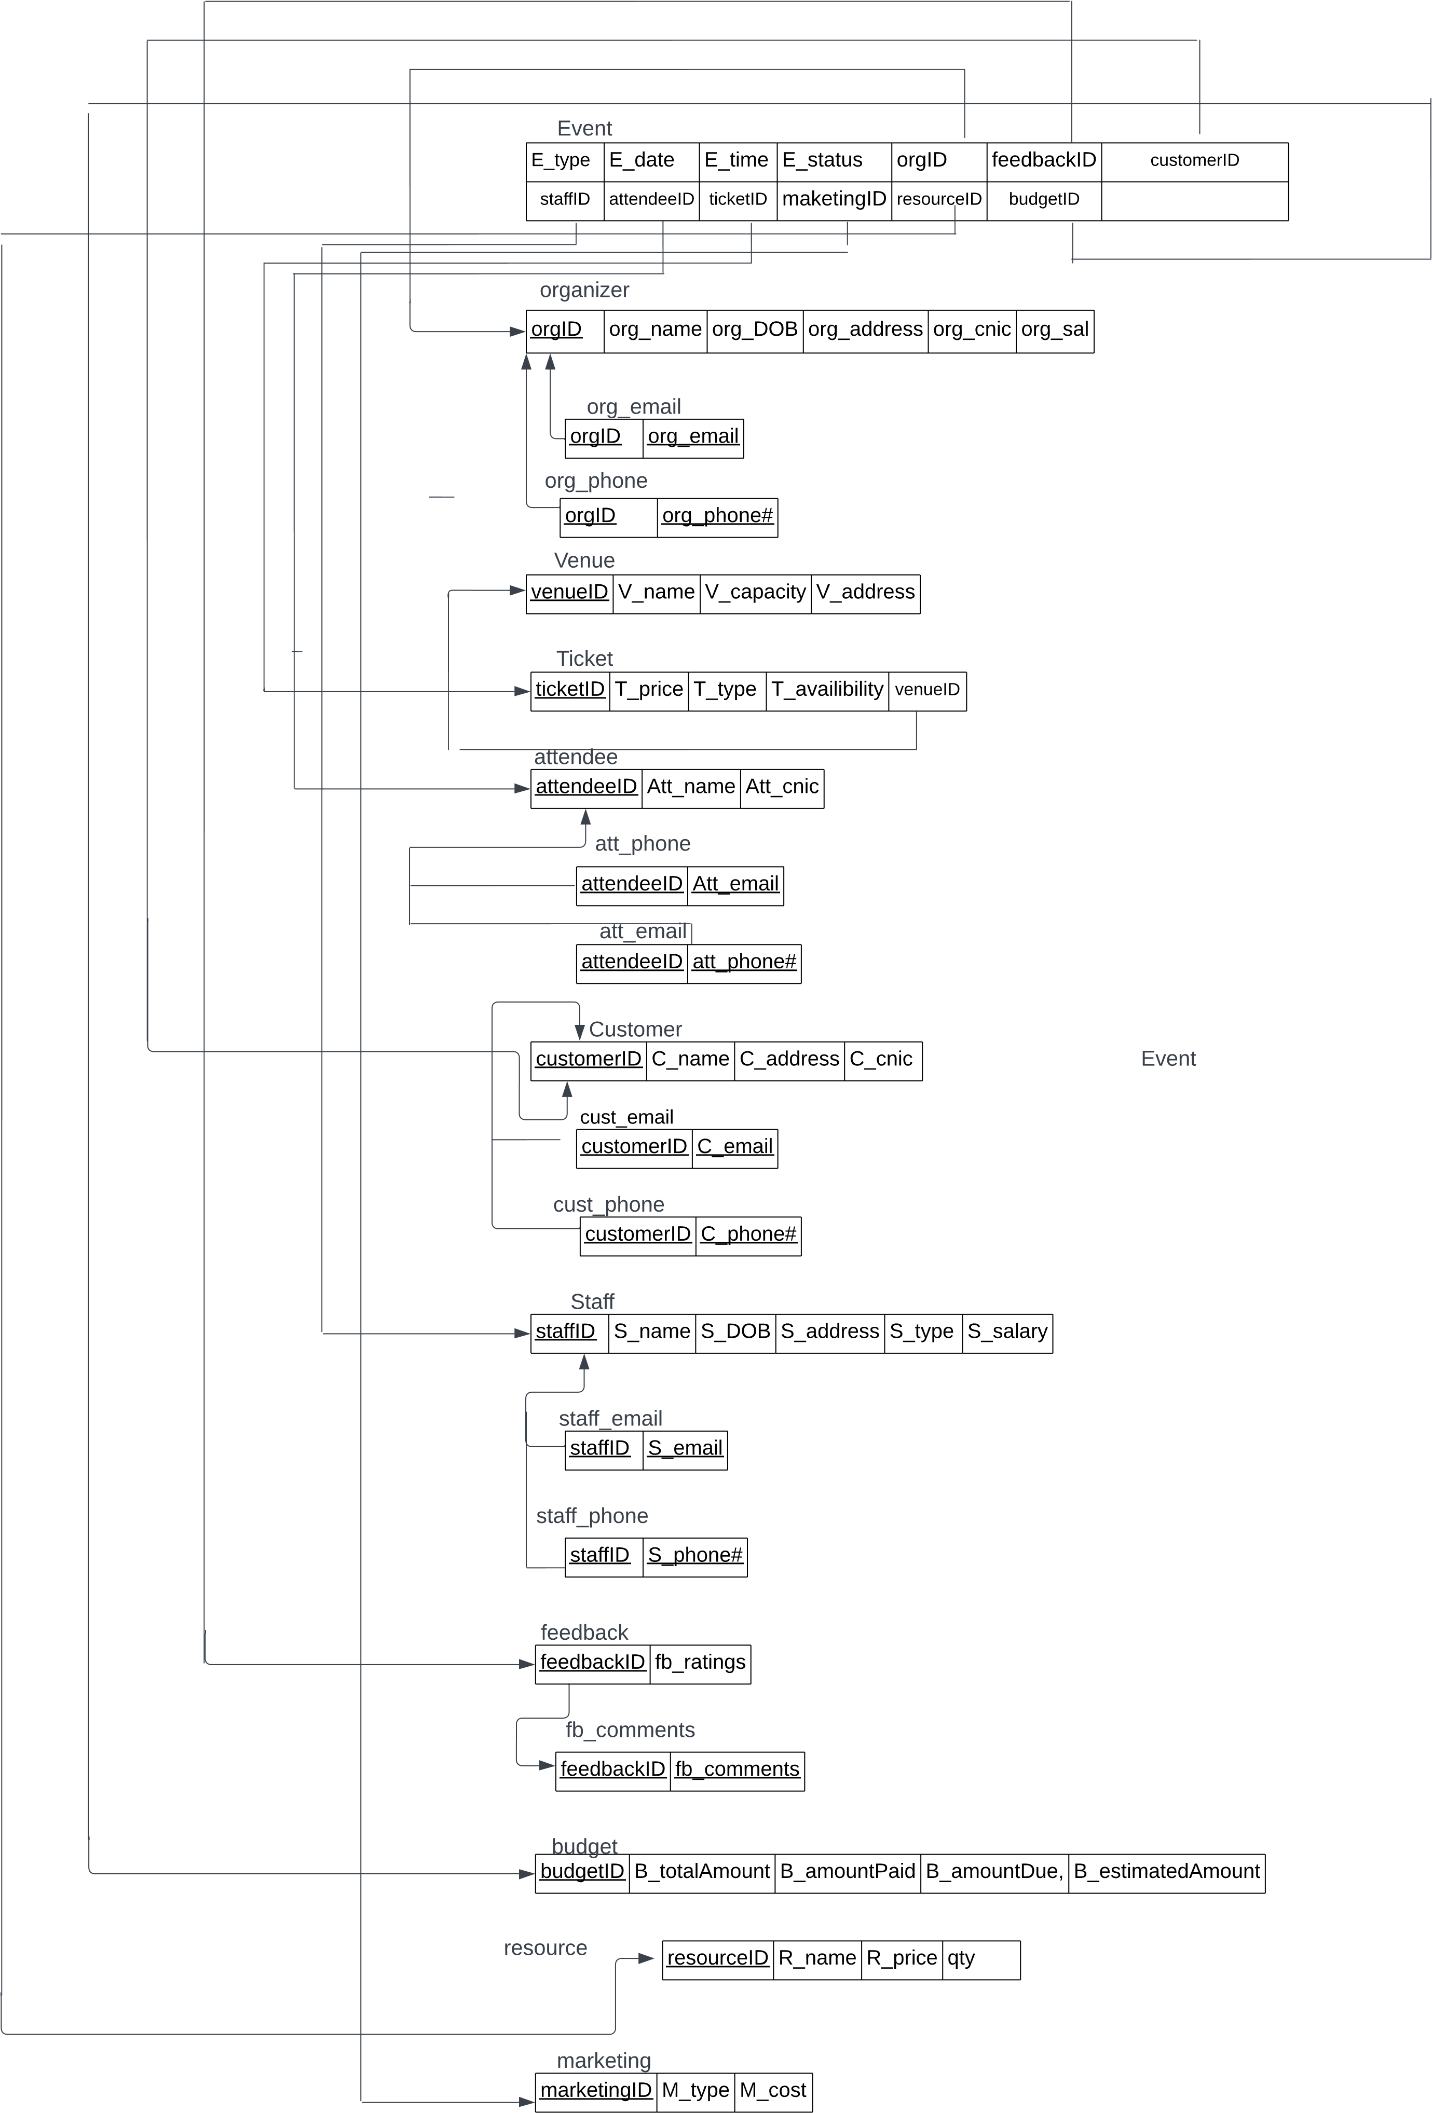 Event
E_type E_date E_time E_status orgID feedbackID customerID
staffID attendeeID ticketID maketingID resourceID budgetID
organizer
orgID org_name org_DOB org_address org_cnic org_sal
org_email
orgID org_email
org_phone
orgID org_phone#
Venue
venueID V_name V_capacity V_address
Ticket
ticketID T_price T_type T_availibility venueID
attendee
attendeeID Att_name Att_cnic
att_phone
attendeeID Att_email
att_email
attendeeID att_phone#
Customer
customerID C_name C_address C_cnic
Event
cust_email
customerID C_email
cust_phone
customerID C_phone#
Staff
staffID S_name S_DOB S_address S_type S_salary
staff_email
staffID S_email
staff_phone
staffID S_phone#
feedback
feedbackID fb_ratings
fb_comments
feedbackID fb_comments
budget
budgetID B_totalAmount B_amountPaid B_amountDue, B_estimatedAmount
resource
resourceID R_name R_price qty
marketing
marketingID M_type M_cost